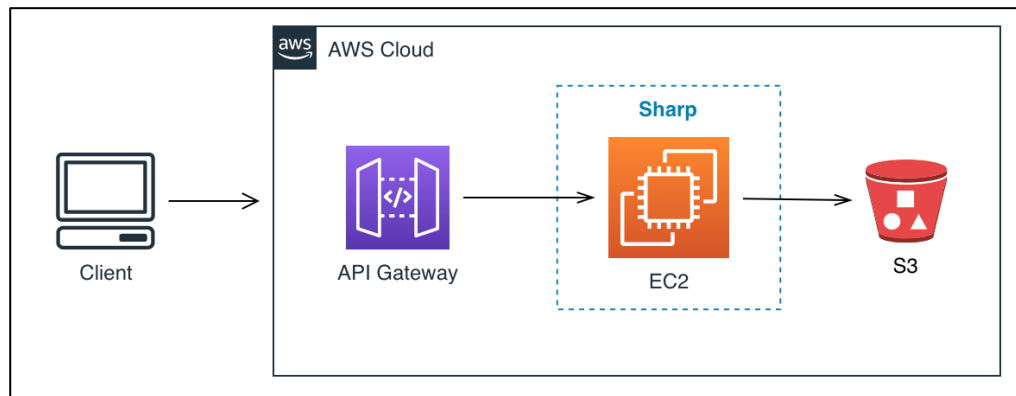 aws
AWS Cloud
Sharp
</>
Client
API Gateway
EC2
S3